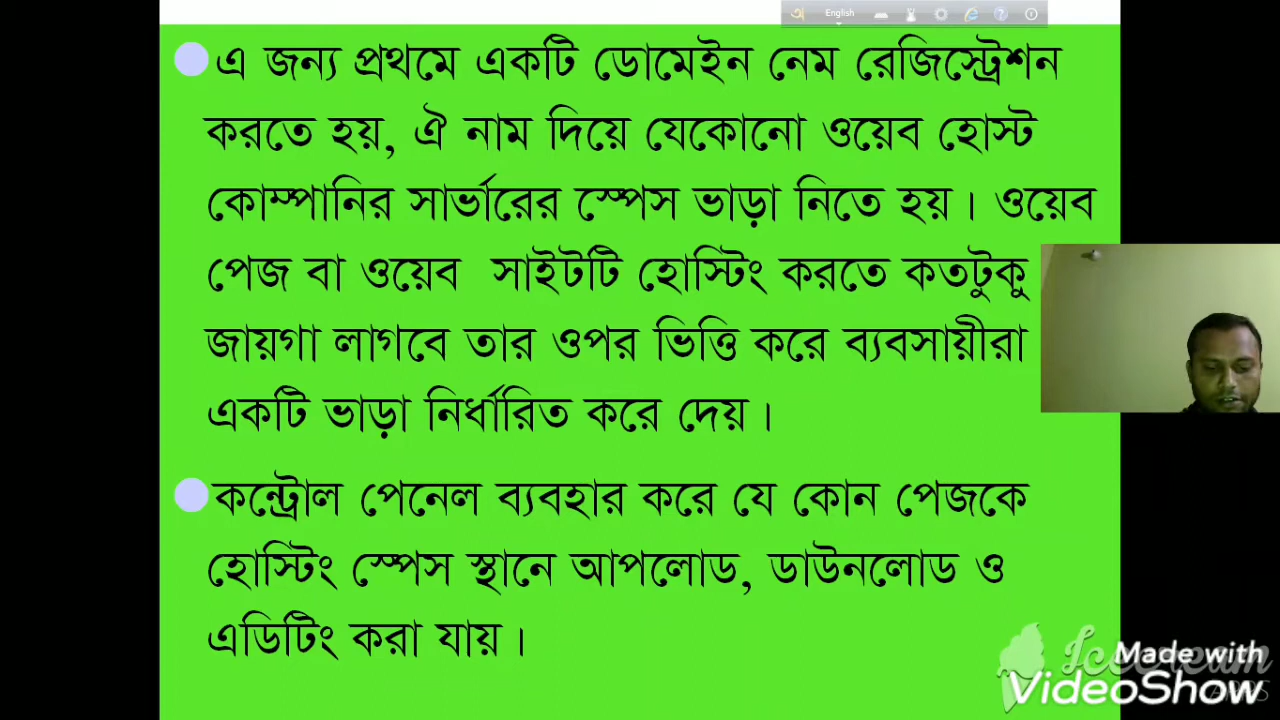 English
এ জন্য প্রথমে একটি ডোমেইন নেম রেজিস্ট্রেশন
করতে হয়, ঐ নাম দিয়ে যেকোনো ওয়েব হোস্ট
কোম্পানির সার্ভারের স্পেস ভাড়া নিতে হয়। ওয়েব
পেজ বা ওয়েব সাইটটি হোস্টিং করতে কতটুকু
জায়গা লাগবে তার ওপর ভিত্তি করে ব্যবসায়ীরা
একটি ভাড়া নির্ধারিত করে দেয়।
কন্ট্রোল পেনেল ব্যবহার করে যে কোন পেজকে
হোস্টিং স্পেস স্থানে আপলোড, ডাউনলোড ও
এডিটিং করা যায়।
Made with
VideoShow